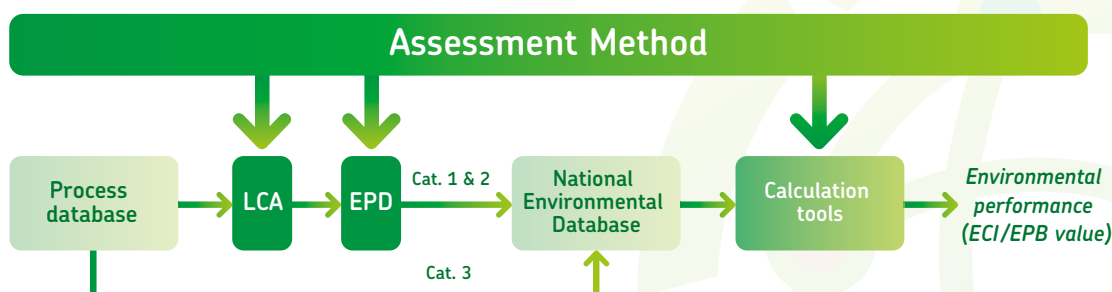 Assessment Method
Process
database
LCA
EPD
Cat. 1 & 2
National
Environmental
Database
Calculation
tools
Environmental
performance
(ECI/EPB value)
Cat. 3